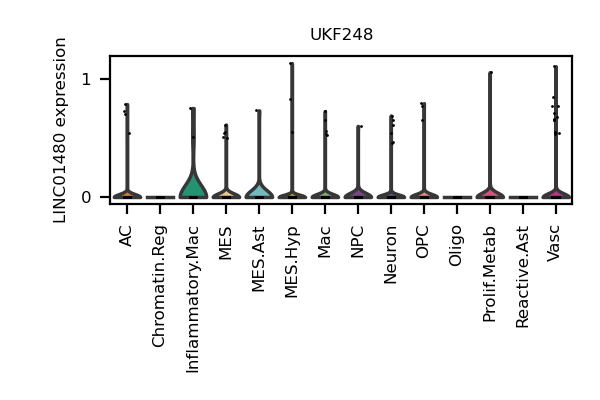 UKF248
LINC01480 expression
1
0
AC
Chromatin.Reg
Inflammatory.Mac
MES
MES.Ast
MES.Hyp
Mac
NPC
Neuron
OPC
Oligo
Prolif.Metab
Reactive.Ast
Vasc